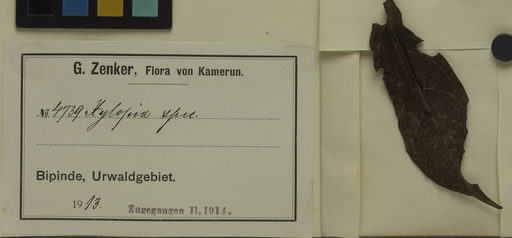 G. Zenker, Flora von Kamerun.
No. 4739 Xylopia spec.
Bipinde, Urwaldgebiet.
1913.
Zugegangen II. 1914.